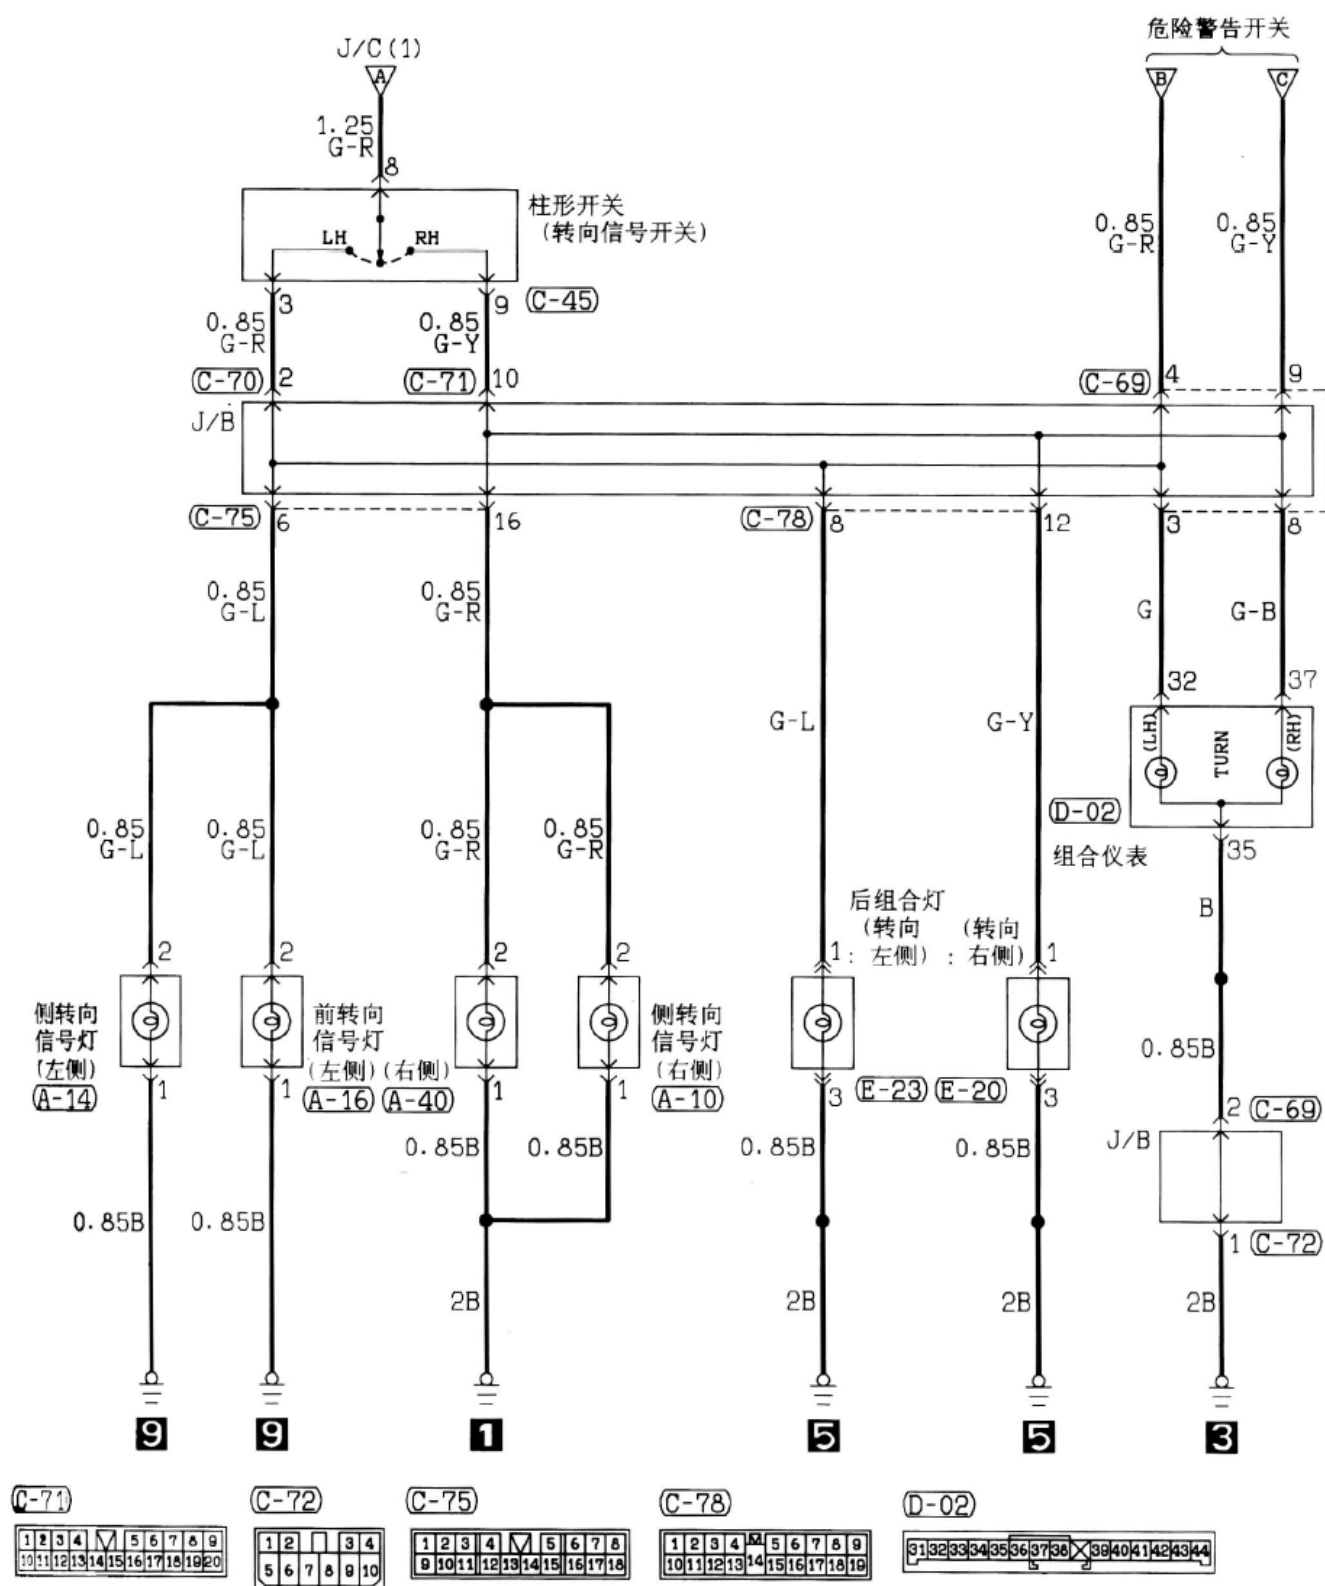 危险警告开关
J/C(1)
A
B
C
1.25
G-R
8
柱形开关
(转向信号开关)
LH
RH
0.85
G-R
0.85
G-Y
3
9
C-45
0.85
G-R
0.85
G-Y
C-70
2
C-71
10
C-69
4
9
J/B
C-75
6
16
C-78
8
12
3
8
0.85
G-L
0.85
G-R
G
G-B
32
37
G-L
G-Y
(LH)
TURN
(RH)
D-02
组合仪表
35
0.85
G-L
0.85
G-L
0.85
G-R
0.85
G-R
B
后组合灯
(转向
: 左侧)
(转向
: 右侧)
2
2
2
2
1
1
侧转向
信号灯
(左侧)
A-14
前转向
信号灯
(左侧)(右侧)
A-16
A-40
侧转向
信号灯
(右侧)
A-10
0.85B
1
1
1
1
3
E-23
E-20
3
2
C-69
J/B
0.85B
0.85B
0.85B
0.85B
0.85B
0.85B
1
C-72
2B
2B
2B
2B
9
9
1
5
5
3
C-71
C-72
C-75
C-78
D-02
1 2 3 4 5 6 7 8 9
10 11 12 13 14 15 16 17 18 19 20
1 2 3 4
5 6 7 8 9 10
1 2 3 4 5 6 7 8
9 10 11 12 13 14 15 16 17 18
1 2 3 4 5 6 7 8 9
10 11 12 13 14 15 16 17 18 19
31 32 33 34 35 36 37 38 39 40 41 42 43 44